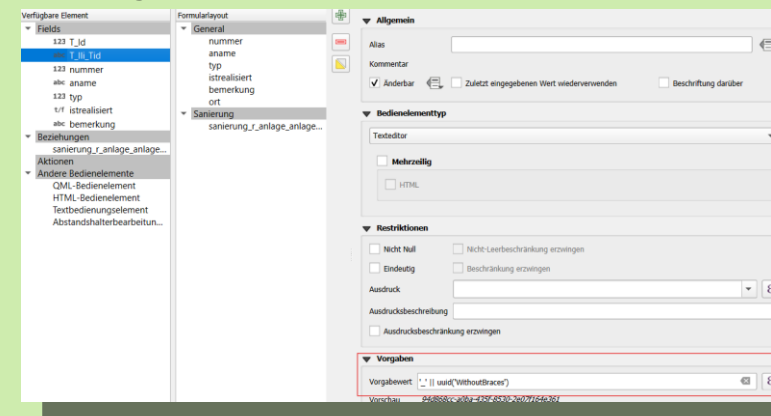 Verfügbare Element
Fields
123 T_Id
abc T_Ili_Tid
123 nummer
abc aname
123 typ
t/f istrealisiert
abc bemerkung
Beziehungen
sanierung_r_anlage_anlage...
Aktionen
Andere Bedienelemente
QML-Bedienelement
HTML-Bedienelement
Textbedienungselement
Abstandshalterbearbeitun...
Formularlayout
General
nummer
aname
typ
istrealisiert
bemerkung
ort
Sanierung
sanierung_r_anlage_anlage...
Allgemein
Alias
Kommentar
Änderbar Zuletzt eingegebenen Wert wiederverwenden Beschriftung darüber
Bedienelementtyp
Texteditor
Mehrzeilig
HTML
Restriktionen
Nicht Null Nicht-Leerbeschränkung erzwingen
Eindeutig Beschränkung erzwingen
Ausdruck
Ausdrucksbeschreibung
Ausdrucksbeschränkung erzwingen
Vorgaben
Vorgabewert '_' || uuid('WithoutBraces')
Vorschau